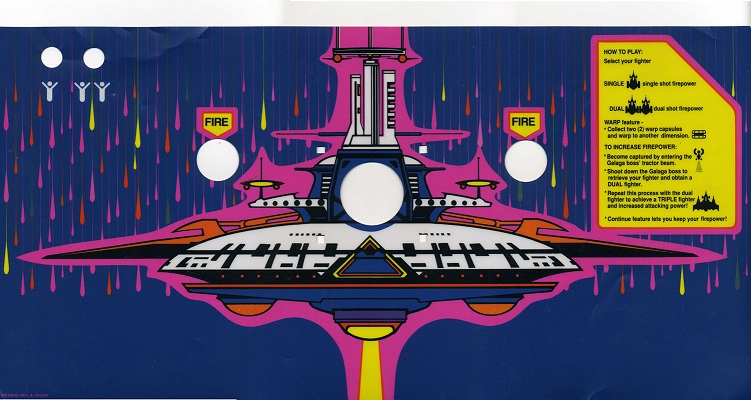 FIRE
FIRE
HOW TO PLAY:
Select your fighter
SINGLE single shot firepower
DUAL dual shot firepower
WARP feature -
* Collect two (2) warp capsules
and warp to another dimension.
TO INCREASE FIREPOWER:
* Become captured by entering the
Galaga boss' tractor beam.
* Shoot down the Galaga boss to
retrieve your fighter and obtain a
DUAL fighter.
* Repeat this process with the dual
fighter to achieve a TRIPLE fighter
and increased attacking power!
* Continue feature lets you keep your firepower!